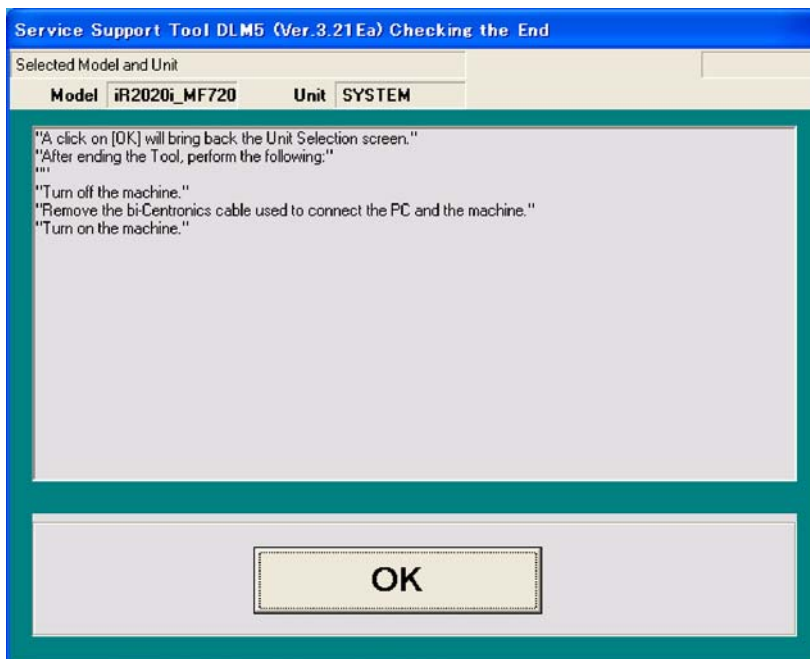 Service Support Tool DLM5 (Ver.3.21Ea) Checking the End
Selected Model and Unit
Model iR2020i_MF720 Unit SYSTEM
"A click on [OK] will bring back the Unit Selection screen."
"After ending the Tool, perform the following:"
""
"Turn off the machine."
"Remove the bi-Centronics cable used to connect the PC and the machine."
"Turn on the machine."
OK